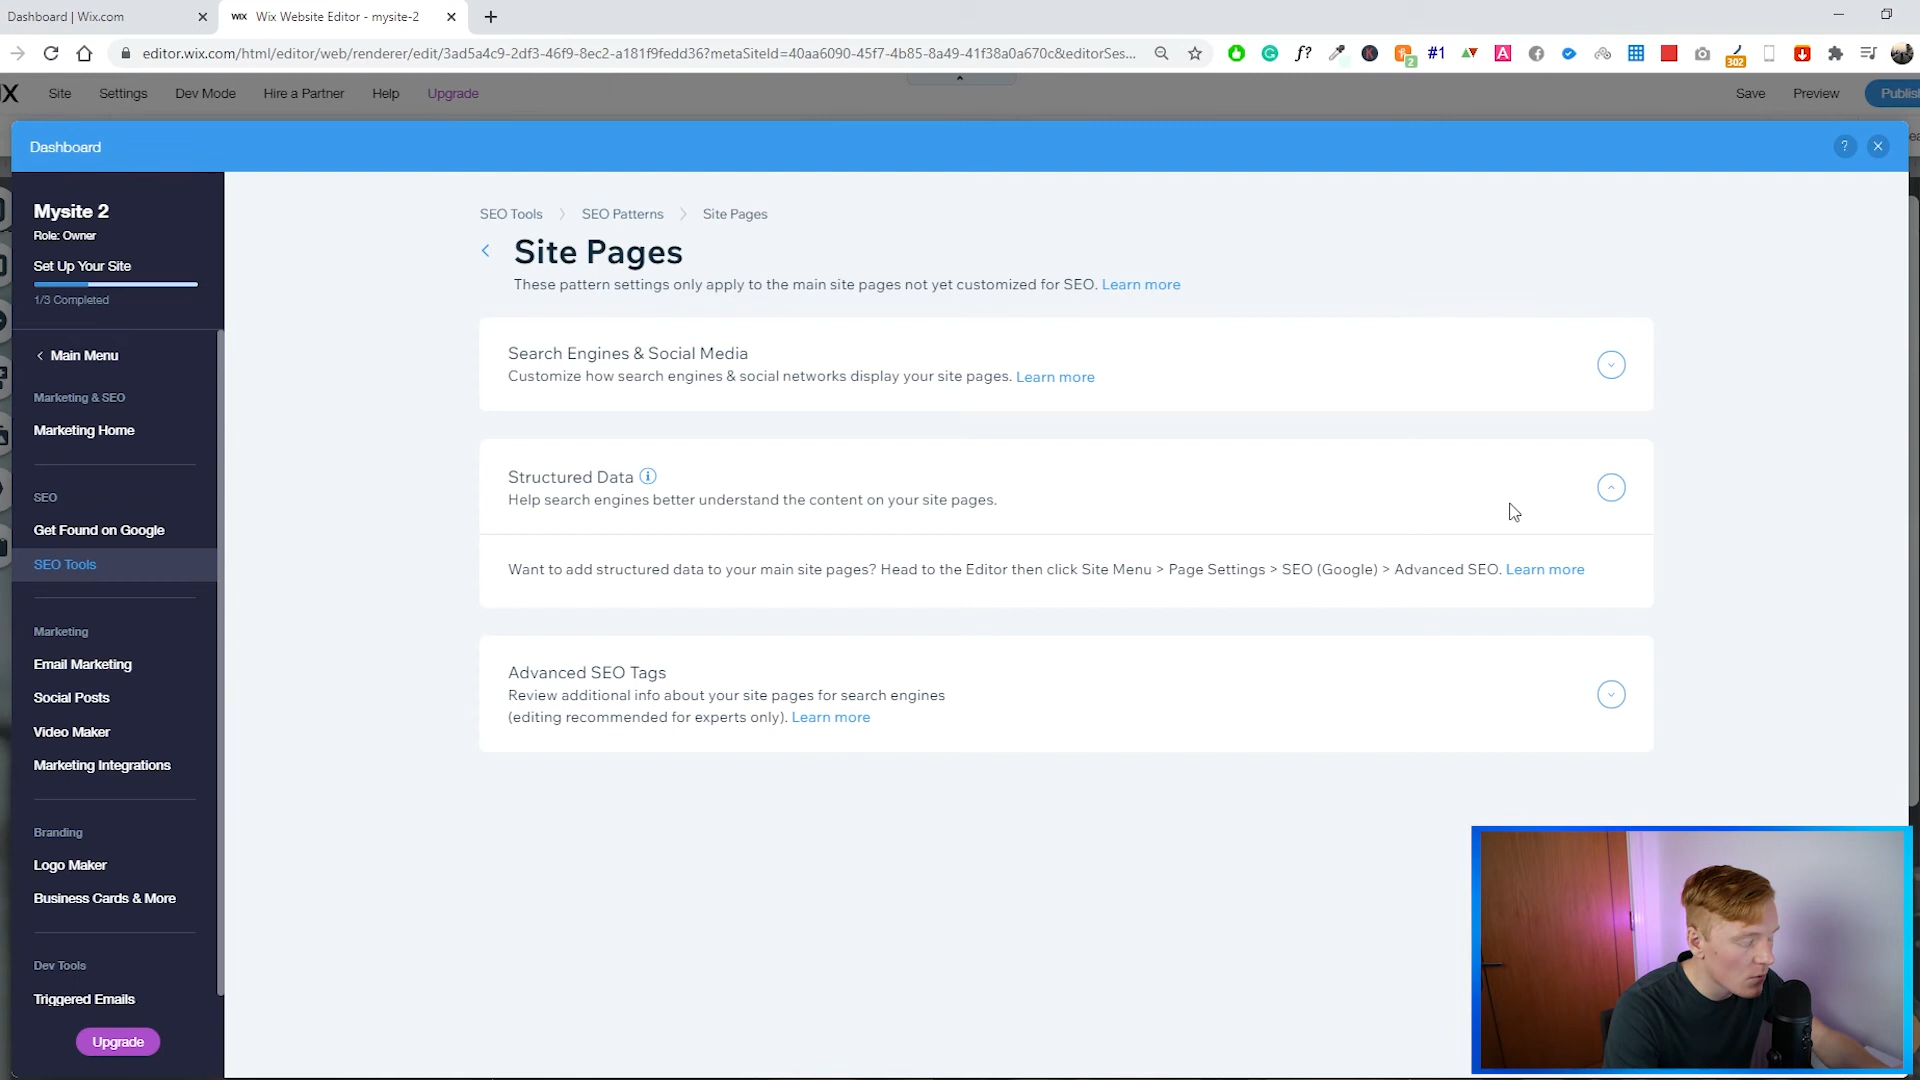 Dashboard | Wix.com
WIX Wix Website Editor - mysite-2
editor.wix.com/html/editor/web/renderer/edit/3ad5a4c9-2df3-46f9-8ec2-a181f9fedd36?metaSiteId=40aa6090-45f7-4b85-8a49-41f38a0a670c&editorSes...
f? K 2 #1 A 302
IX Site Settings Dev Mode Hire a Partner Help Upgrade Save Preview Publish
Dashboard ?
Mysite 2
Role: Owner
Set Up Your Site
1/3 Completed
Main Menu
Marketing & SEO
Marketing Home
SEO
Get Found on Google
SEO Tools
Marketing
Email Marketing
Social Posts
Video Maker
Marketing Integrations
Branding
Logo Maker
Business Cards & More
Dev Tools
Triggered Emails
Upgrade
SEO Tools SEO Patterns Site Pages
Site Pages
These pattern settings only apply to the main site pages not yet customized for SEO. Learn more
Search Engines & Social Media
Customize how search engines & social networks display your site pages. Learn more
Structured Data
Help search engines better understand the content on your site pages.
Want to add structured data to your main site pages? Head to the Editor then click Site Menu > Page Settings > SEO (Google) > Advanced SEO. Learn more
Advanced SEO Tags
Review additional info about your site pages for search engines
(editing recommended for experts only). Learn more